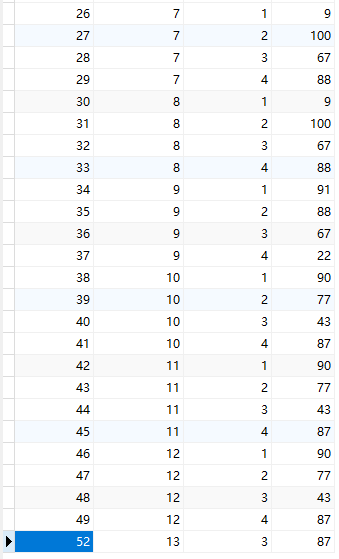 26 7 1 9
27 7 2 100
28 7 3 67
29 7 4 88
30 8 1 9
31 8 2 100
32 8 3 67
33 8 4 88
34 9 1 91
35 9 2 88
36 9 3 67
37 9 4 22
38 10 1 90
39 10 2 77
40 10 3 43
41 10 4 87
42 11 1 90
43 11 2 77
44 11 3 43
45 11 4 87
46 12 1 90
47 12 2 77
48 12 3 43
49 12 4 87
52 13 3 87